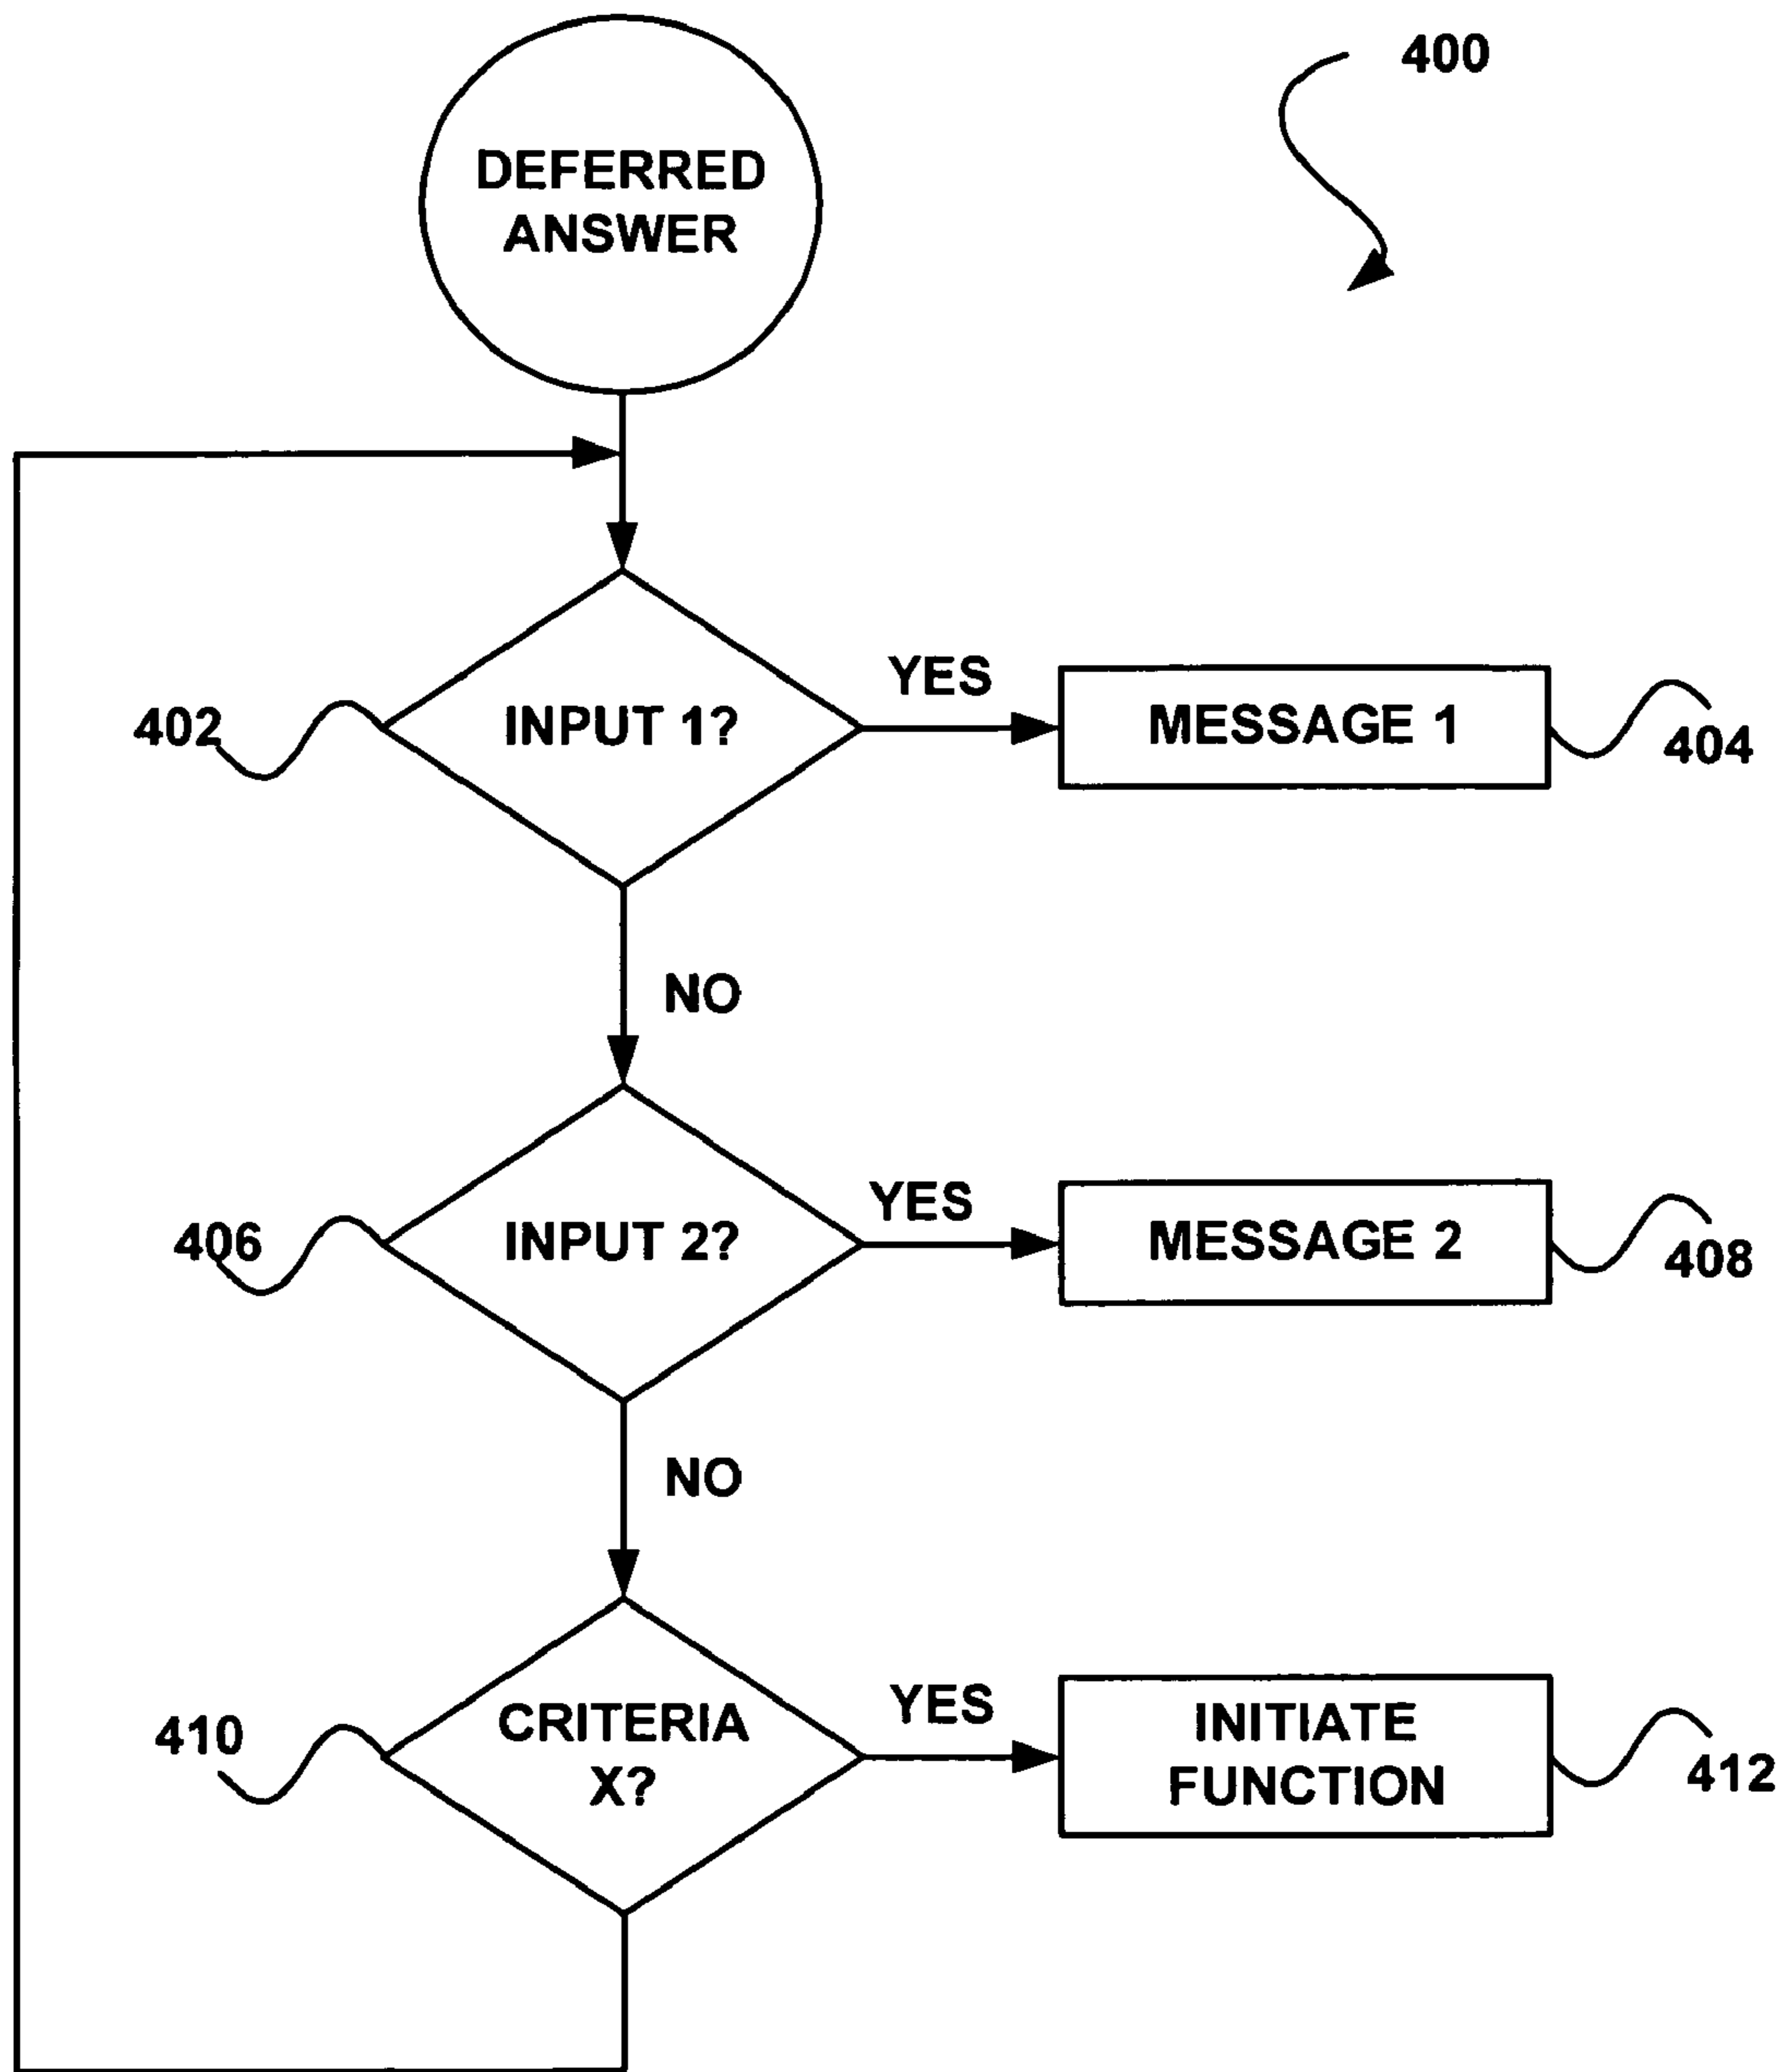 400
DEFERRED
ANSWER
YES
402
INPUT 1?
MESSAGE 1
404
NO
YES
406
INPUT 2?
MESSAGE 2
408
NO
YES
410
CRITERIA
X?
INITIATE
FUNCTION
412